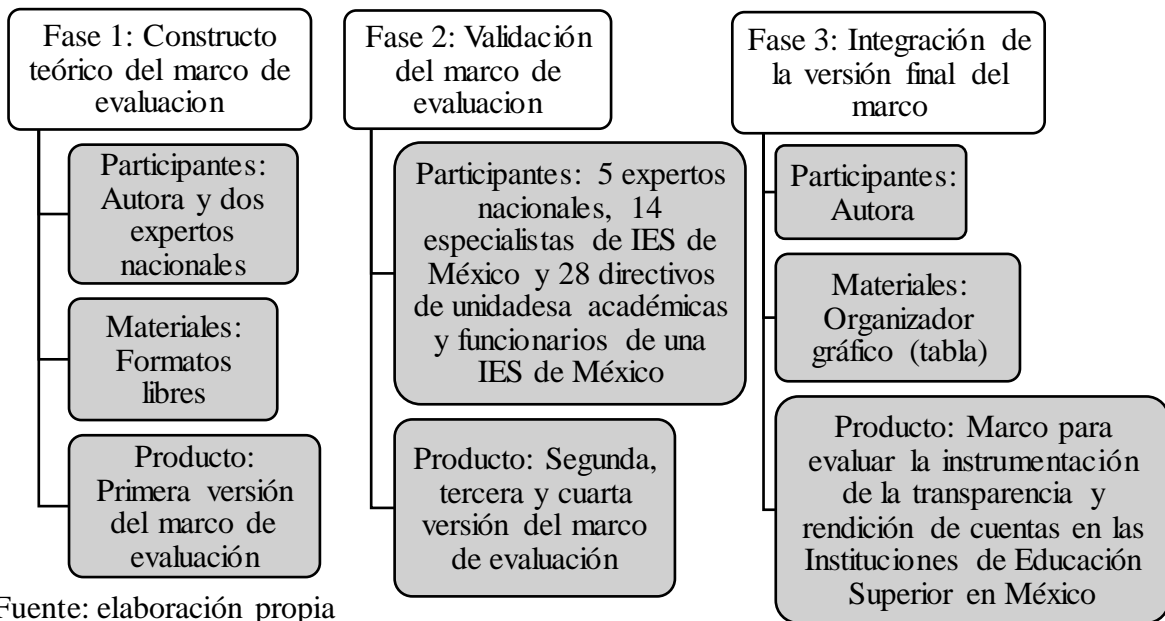 Fase 1: Constructo
teórico del marco de
evaluacion
Participantes:
Autora y dos
expertos
nacionales
Materiales:
Formatos
libres
Producto:
Primera versión
del marco de
evaluación
Fase 2: Validación
del marco de
evaluacion
Participantes: 5 expertos
nacionales, 14
especialistas de IES de
México y 28 directivos
de unidadesa académicas
y funcionarios de una
IES de México
Producto: Segunda,
tercera y cuarta
versión del marco
de evaluación
Fase 3: Integración de
la versión final del
marco
Participantes:
Autora
Materiales:
Organizador
gráfico (tabla)
Producto: Marco para
evaluar la instrumentación
de la transparencia y
rendición de cuentas en las
Instituciones de Educación
Superior en México
Fuente: elaboración propia